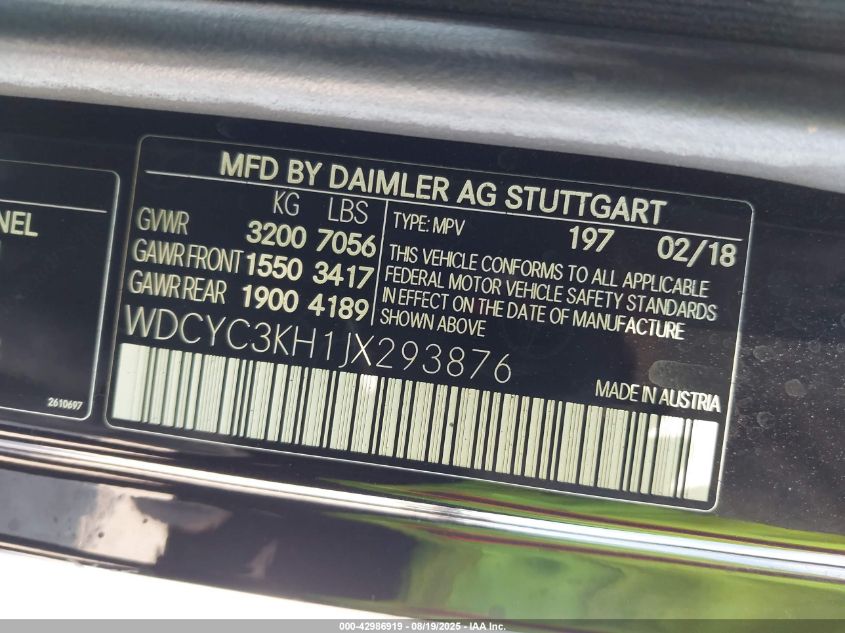 NEL
2610697
MFD BY DAIMLER AG STUTTGART
KG LBS
GVWR 3200 7056
GAWR FRONT 1550 3417
GAWR REAR 1900 4189
TYPE: MPV 197 02/18
THIS VEHICLE CONFORMS TO ALL APPLICABLE
FEDERAL MOTOR VEHICLE SAFETY STANDARDS
IN EFFECT ON THE DATE OF MANUFACTURE
SHOWN ABOVE
WDCYC3KH1JX293876
MADE IN AUSTRIA
000-42986919 - 08/19/2025 - IAA Inc.